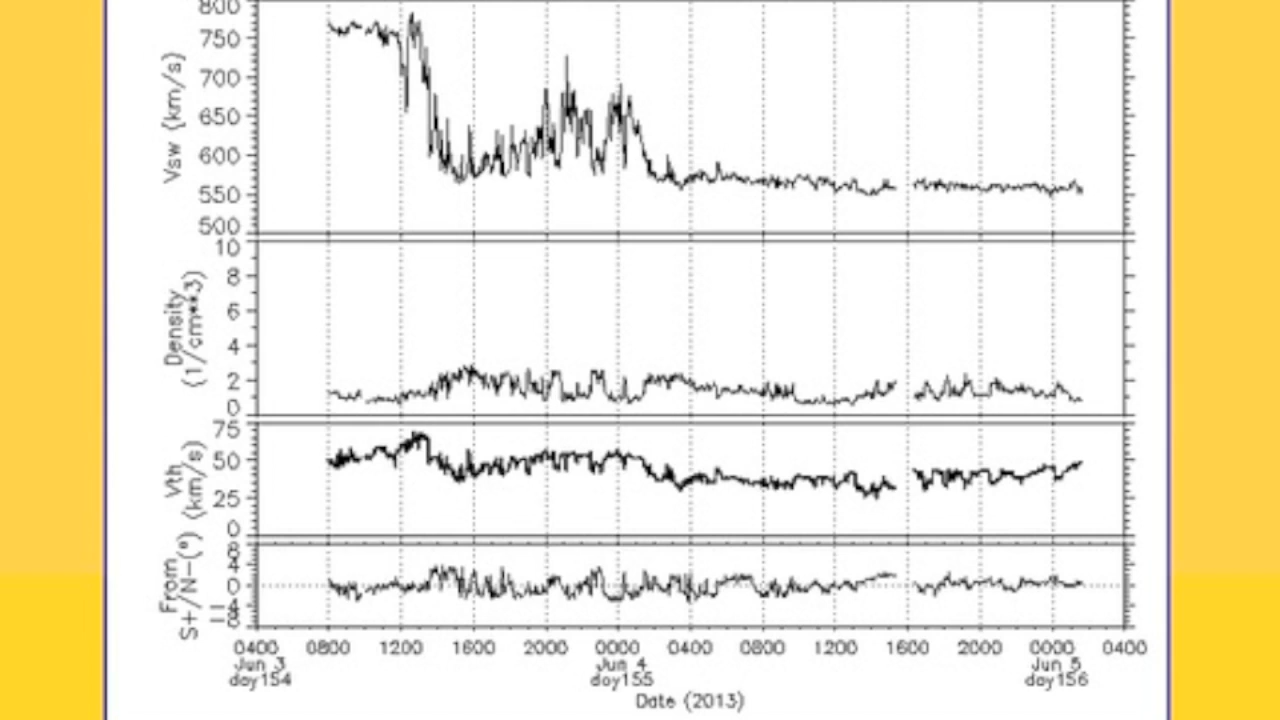 800
750
700
650
600
550
500
Vsw (km/s)
10
8
6
4
2
0
Density
(1/cm**3)
75
50
25
0
Vth
(km/s)
8
4
0
-4
-8
From
S+/N-(°)
0400 0800 1200 1600 2000 0000 0400 0800 1200 1600 2000 0000 0400
Jun 3 Jun 4 Jun 5
day154 day155 day156
Date (2013)